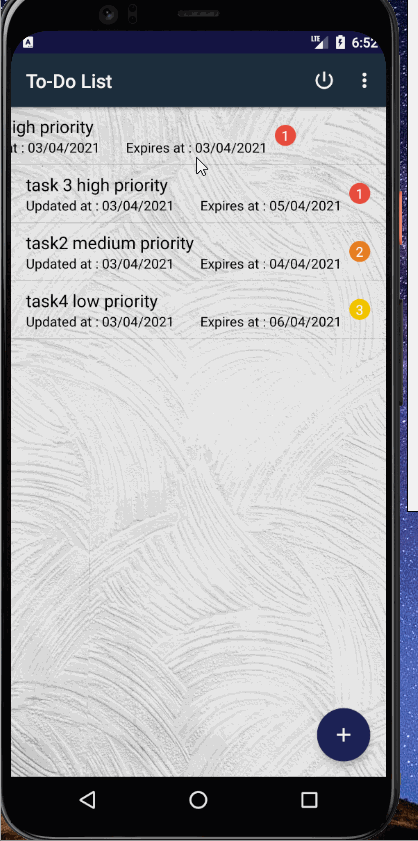 LTE 6:52
To-Do List
igh priority
at : 03/04/2021 Expires at : 03/04/2021 1
task 3 high priority
Updated at : 03/04/2021 Expires at : 05/04/2021 1
task2 medium priority
Updated at : 03/04/2021 Expires at : 04/04/2021 2
task4 low priority
Updated at : 03/04/2021 Expires at : 06/04/2021 3
+